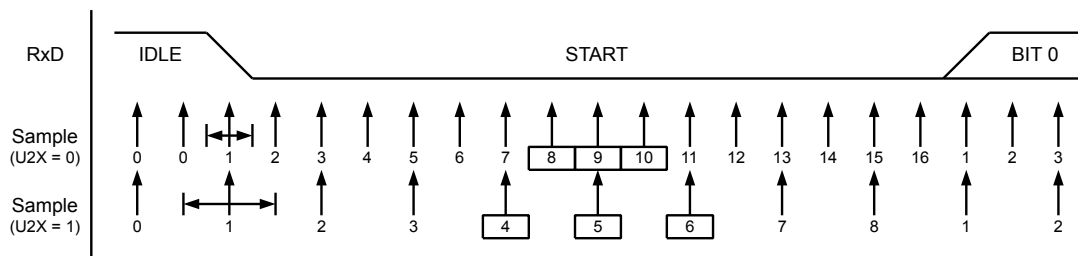 RxD IDLE START BIT 0
Sample
(U2X = 0)
0 0 1 2 3 4 5 6 7 8 9 10 11 12 13 14 15 16 1 2 3
Sample
(U2X = 1)
0 1 2 3 4 5 6 7 8 1 2